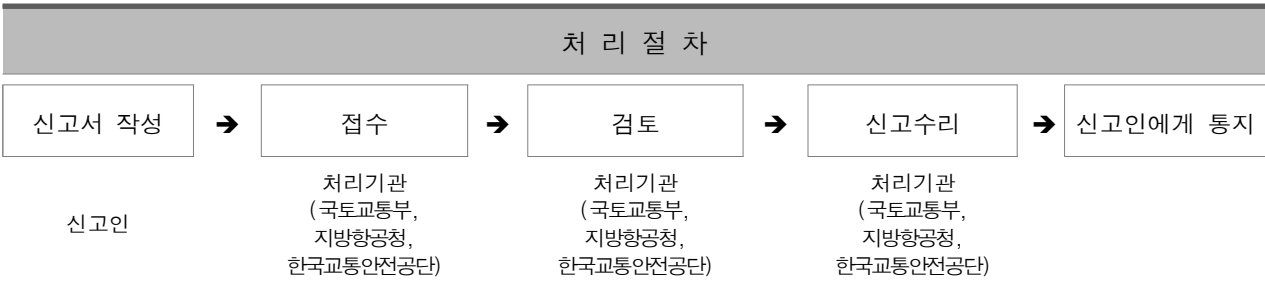 처 리 절 차
신고서 작성 ➔ 접수 ➔ 검토 ➔ 신고수리 ➔ 신고인에게 통지
신고인
처리기관
(국토교통부,
지방항공청,
한국교통안전공단)
처리기관
(국토교통부,
지방항공청,
한국교통안전공단)
처리기관
(국토교통부,
지방항공청,
한국교통안전공단)